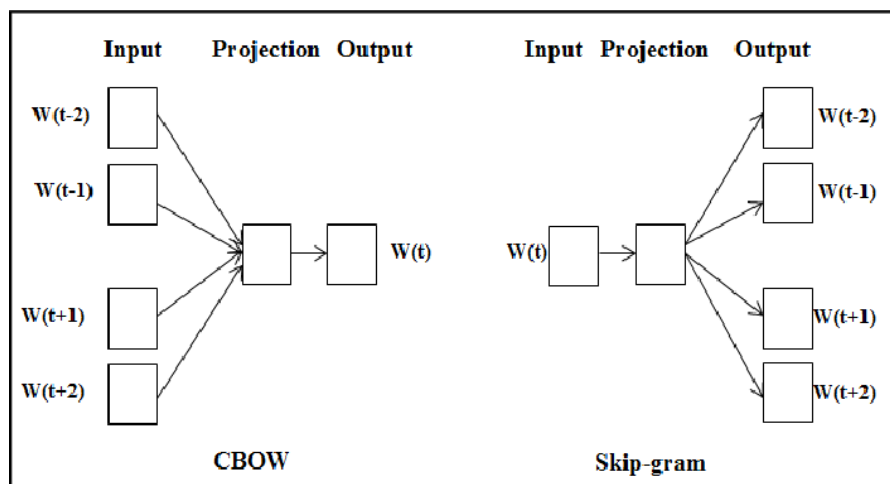 Input Projection Output
W(t-2)
W(t-1)
W(t)
W(t+1)
W(t+2)
CBOW
Input Projection Output
W(t-2)
W(t-1)
W(t)
W(t+1)
W(t+2)
Skip-gram